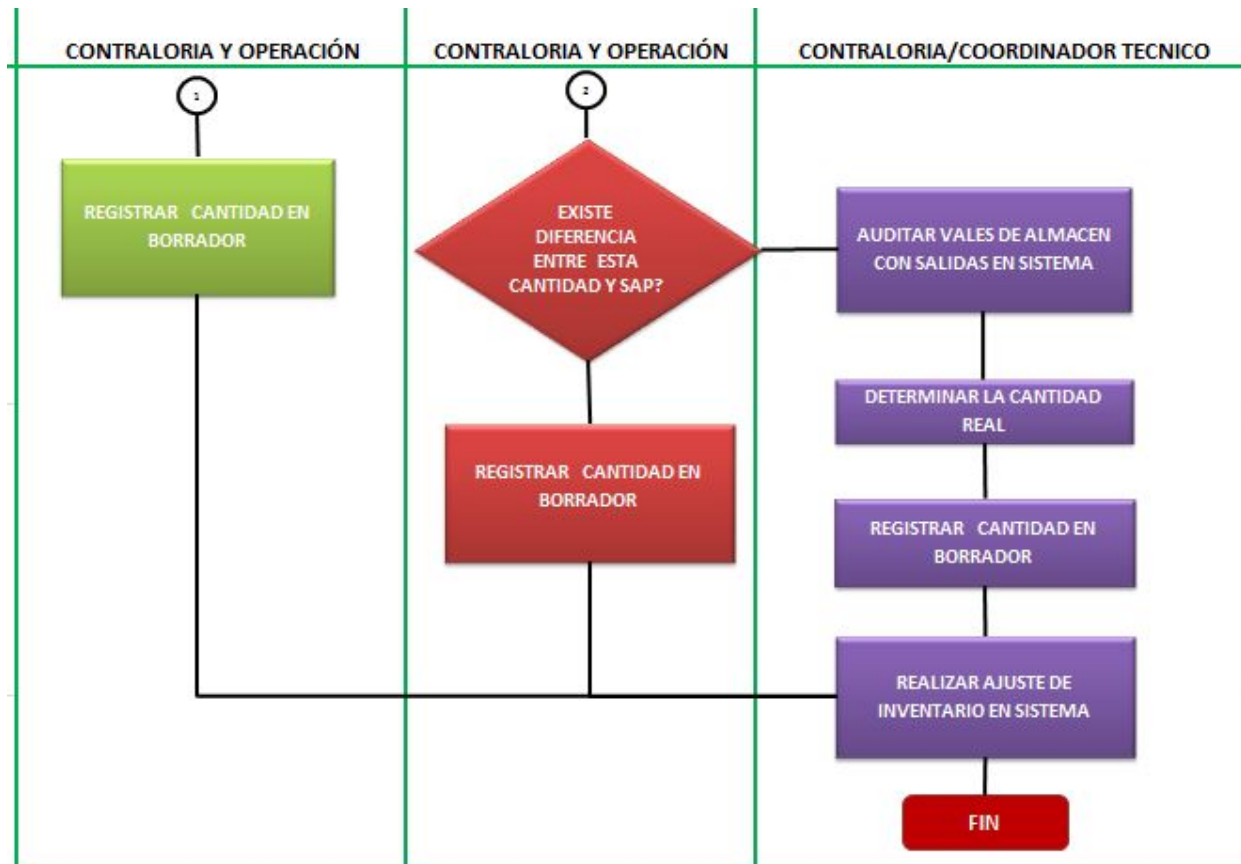 CONTRALORIA Y OPERACIÓN
CONTRALORIA Y OPERACIÓN
CONTRALORIA/COORDINADOR TECNICO
1
2
REGISTRAR CANTIDAD EN
BORRADOR
EXISTE
DIFERENCIA
ENTRE ESTA
CANTIDAD Y SAP?
AUDITAR VALES DE ALMACEN
CON SALIDAS EN SISTEMA
DETERMINAR LA CANTIDAD
REAL
REGISTRAR CANTIDAD EN
BORRADOR
REGISTRAR CANTIDAD EN
BORRADOR
REALIZAR AJUSTE DE
INVENTARIO EN SISTEMA
FIN